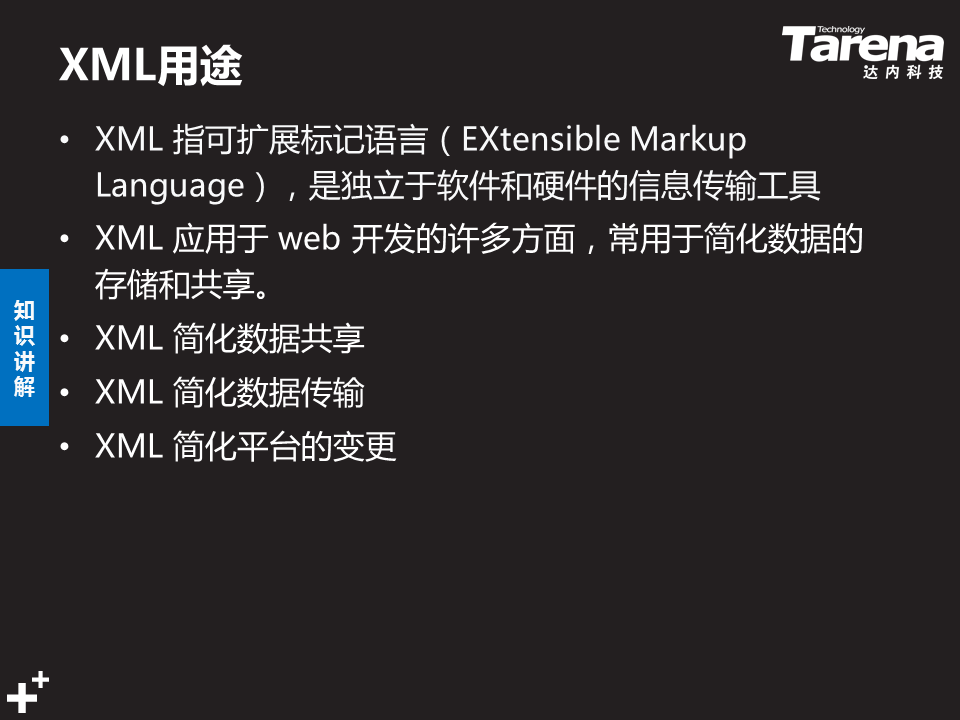 XML用途
Technology
Tarena
达内科技
• XML 指可扩展标记语言（EXtensible Markup
Language），是独立于软件和硬件的信息传输工具
• XML 应用于 web 开发的许多方面，常用于简化数据的
存储和共享。
• XML 简化数据共享
• XML 简化数据传输
• XML 简化平台的变更
知
识
讲
解